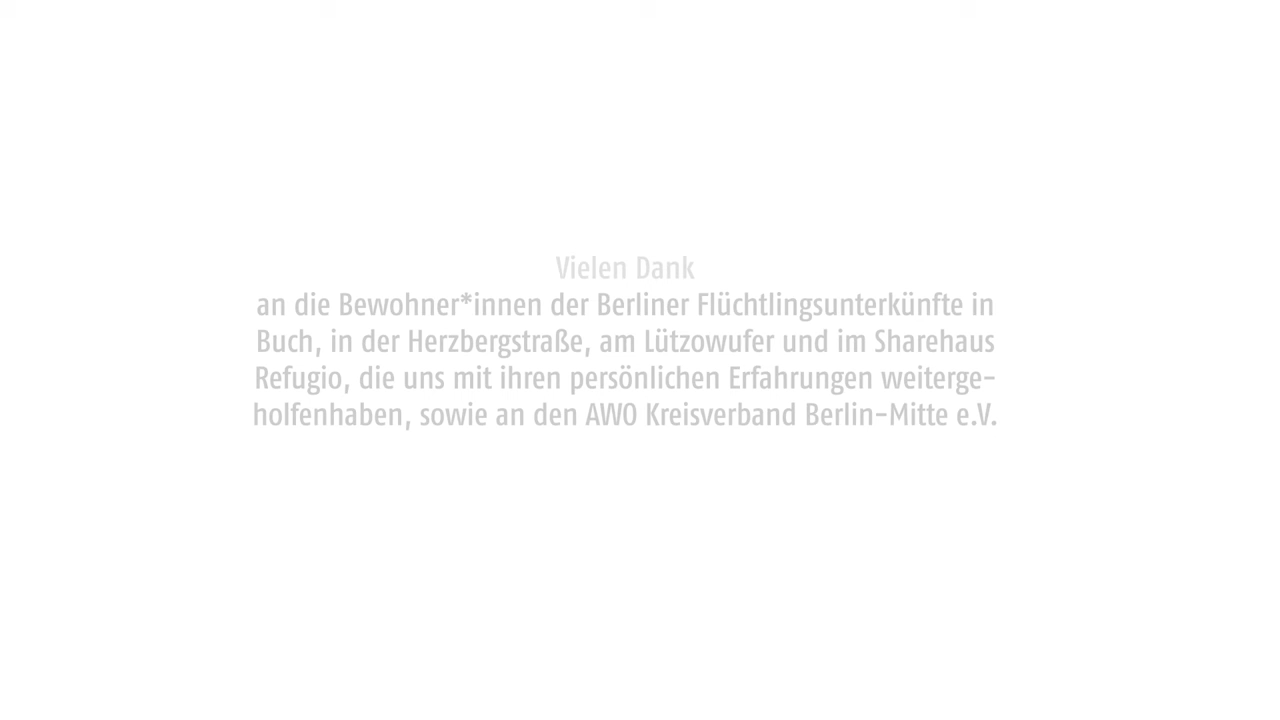 Vielen Dank
an die Bewohner*innen der Berliner Flüchtlingsunterkünfte in
Buch, in der Herzbergstraße, am Lützowufer und im Sharehaus
Refugio, die uns mit ihren persönlichen Erfahrungen weiterge-
holfenhaben, sowie an den AWO Kreisverband Berlin-Mitte e.V.